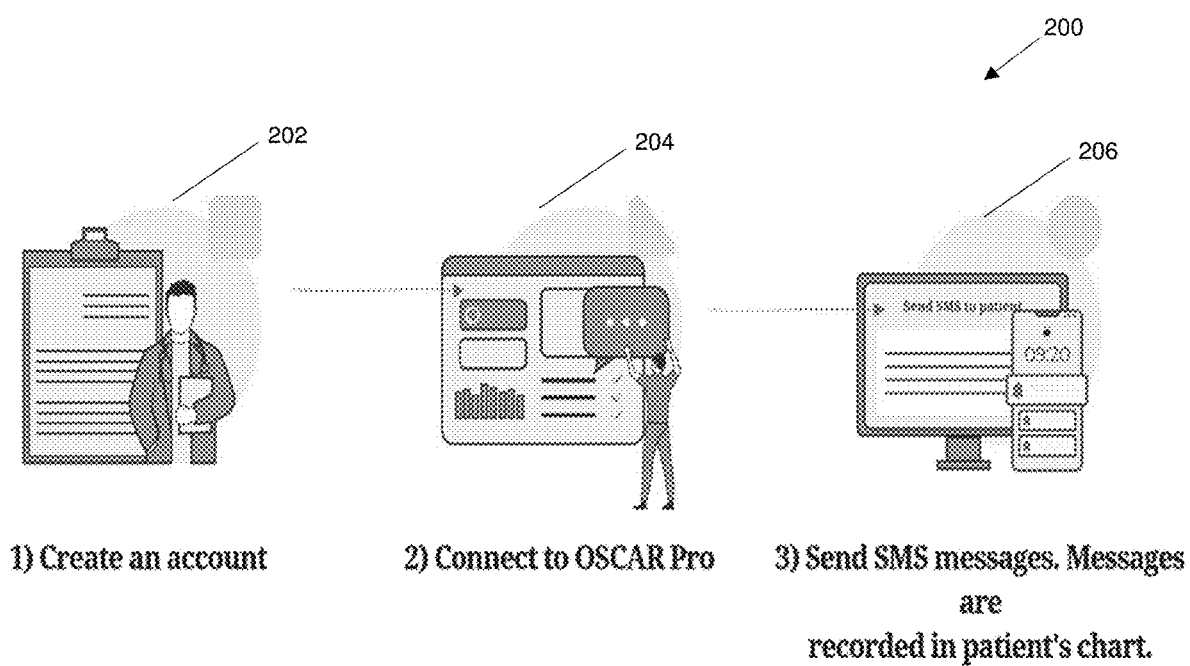 200
202
204
206
Send SMS to patient
09:20
1) Create an account
2) Connect to OSCAR Pro
3) Send SMS messages. Messages
are
recorded in patient's chart.